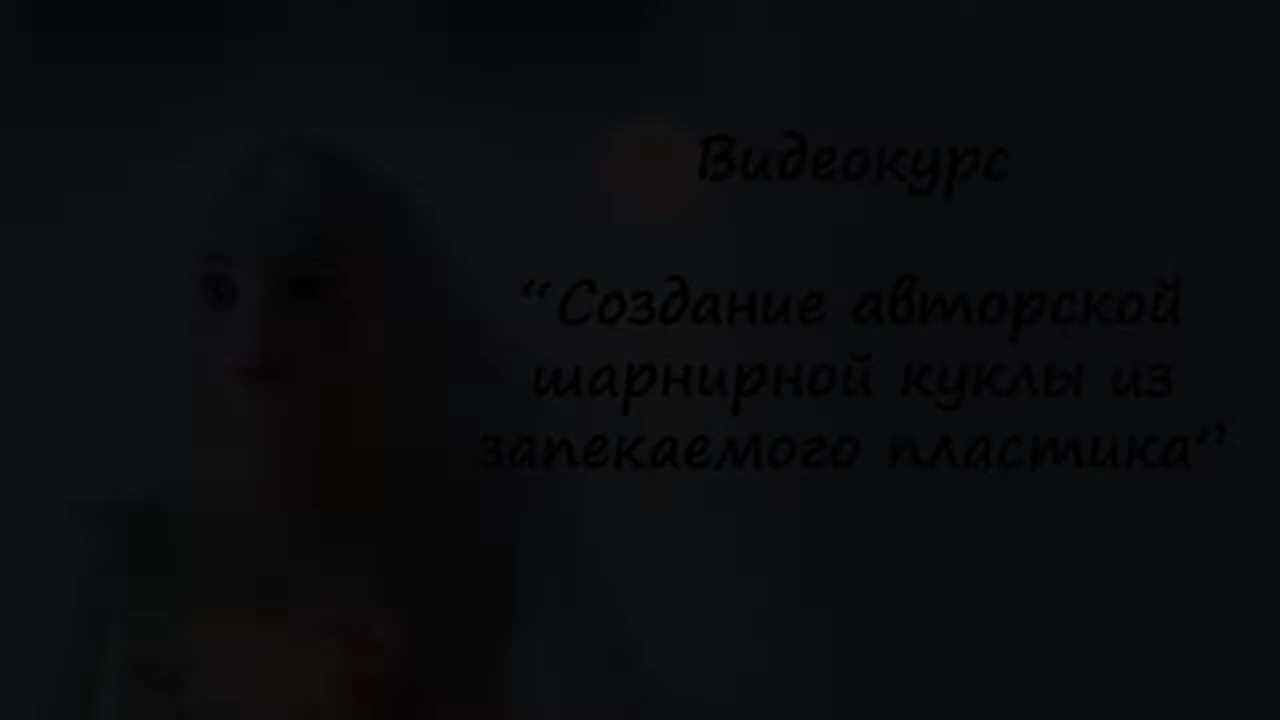 Видеокурс
“Создание авторской
шарнирной куклы из
запекаемого пластика”